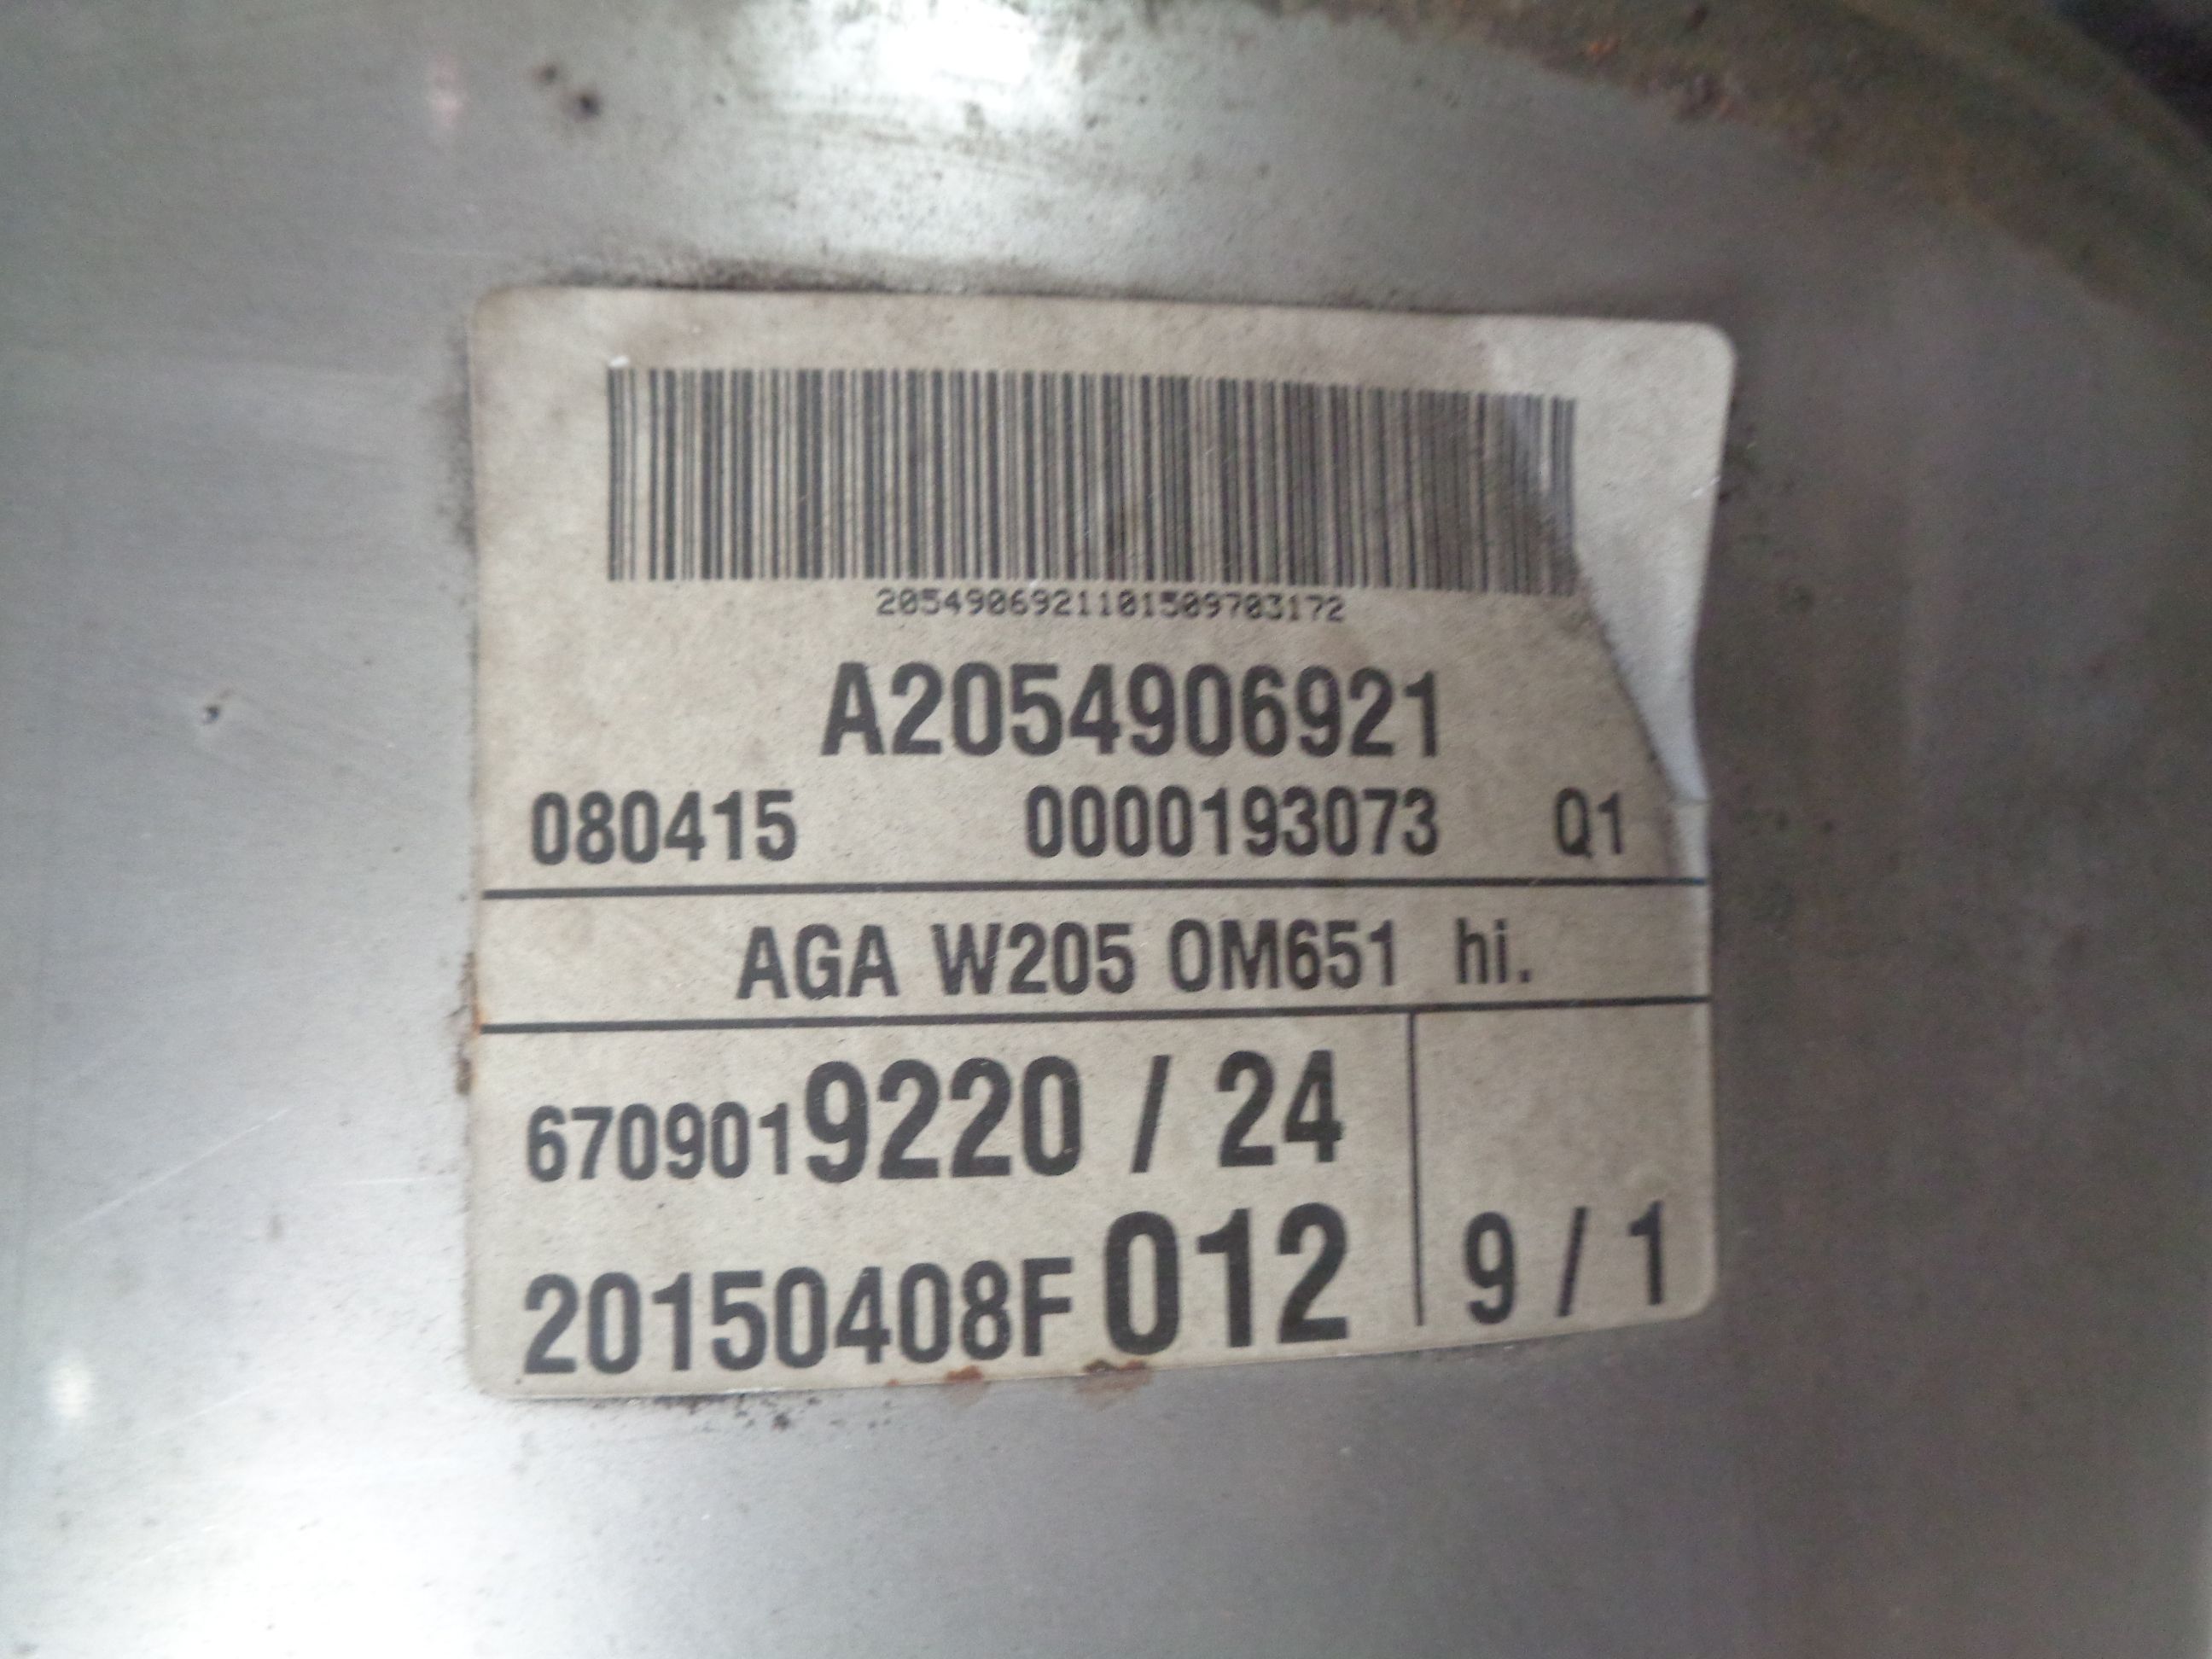 2054906921101509703172
A2054906921
080415 0000193073 Q1
AGA W205 OM651 hi.
6709019220 / 24
20150408F 012 9 / 1